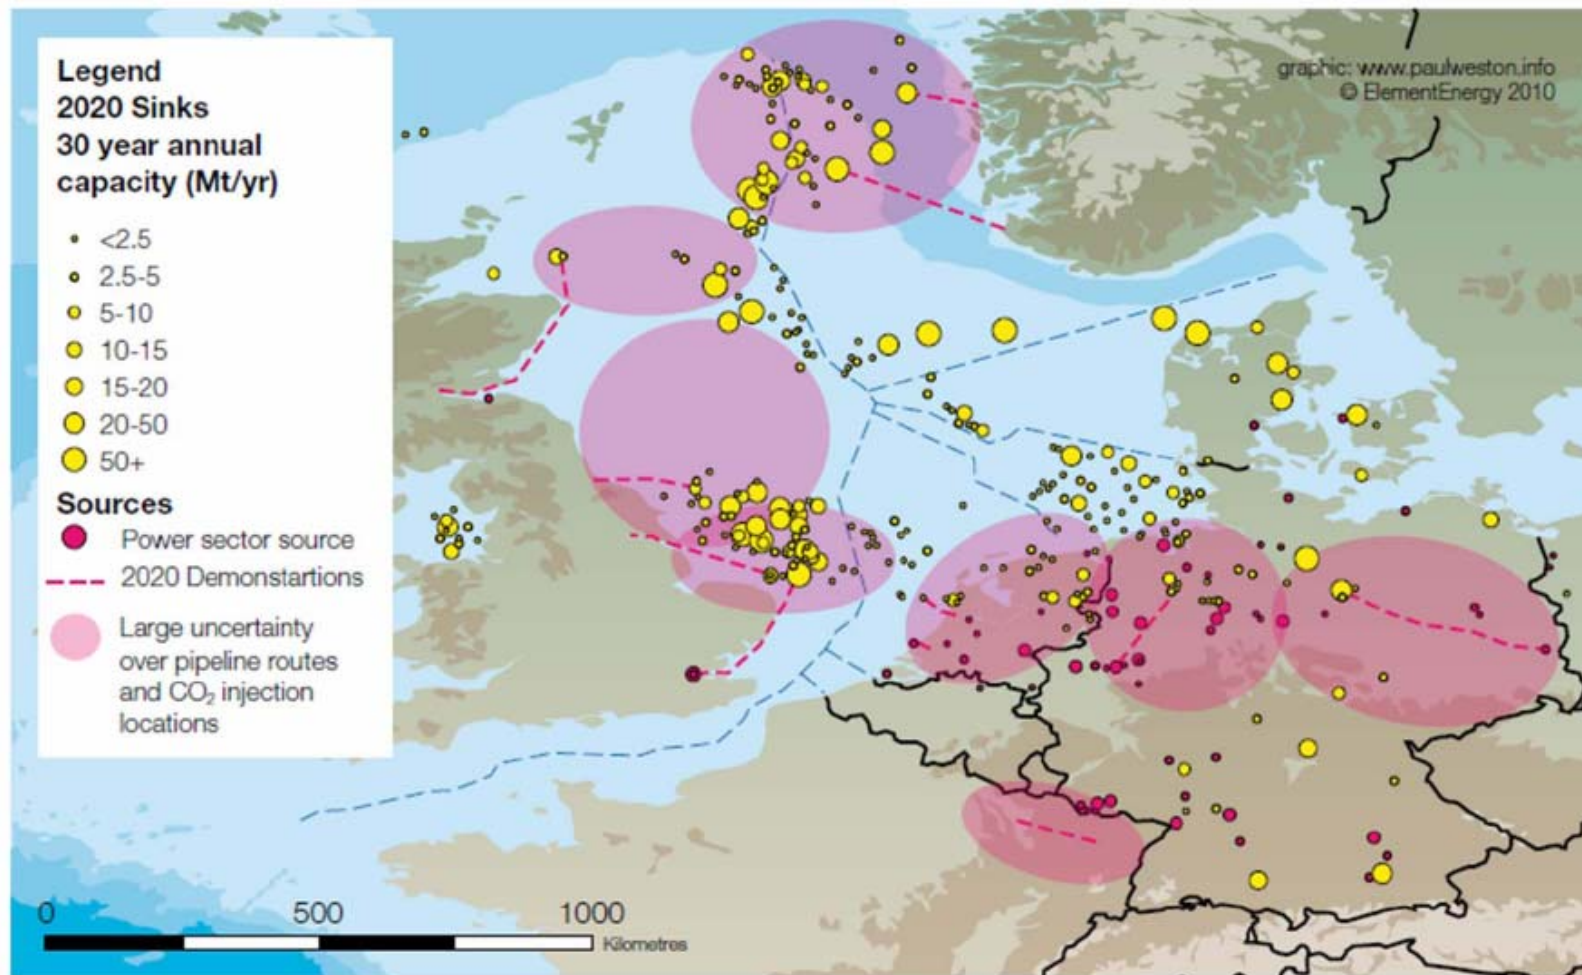 Legend
2020 Sinks
30 year annual
capacity (Mt/yr)
<2.5
2.5-5
5-10
10-15
15-20
20-50
50+
Sources
Power sector source
2020 Demonstartions
Large uncertainty
over pipeline routes
and CO₂ injection
locations
graphic: www.paulweston.info
© ElementEnergy 2010
0 500 1000
Kilometres